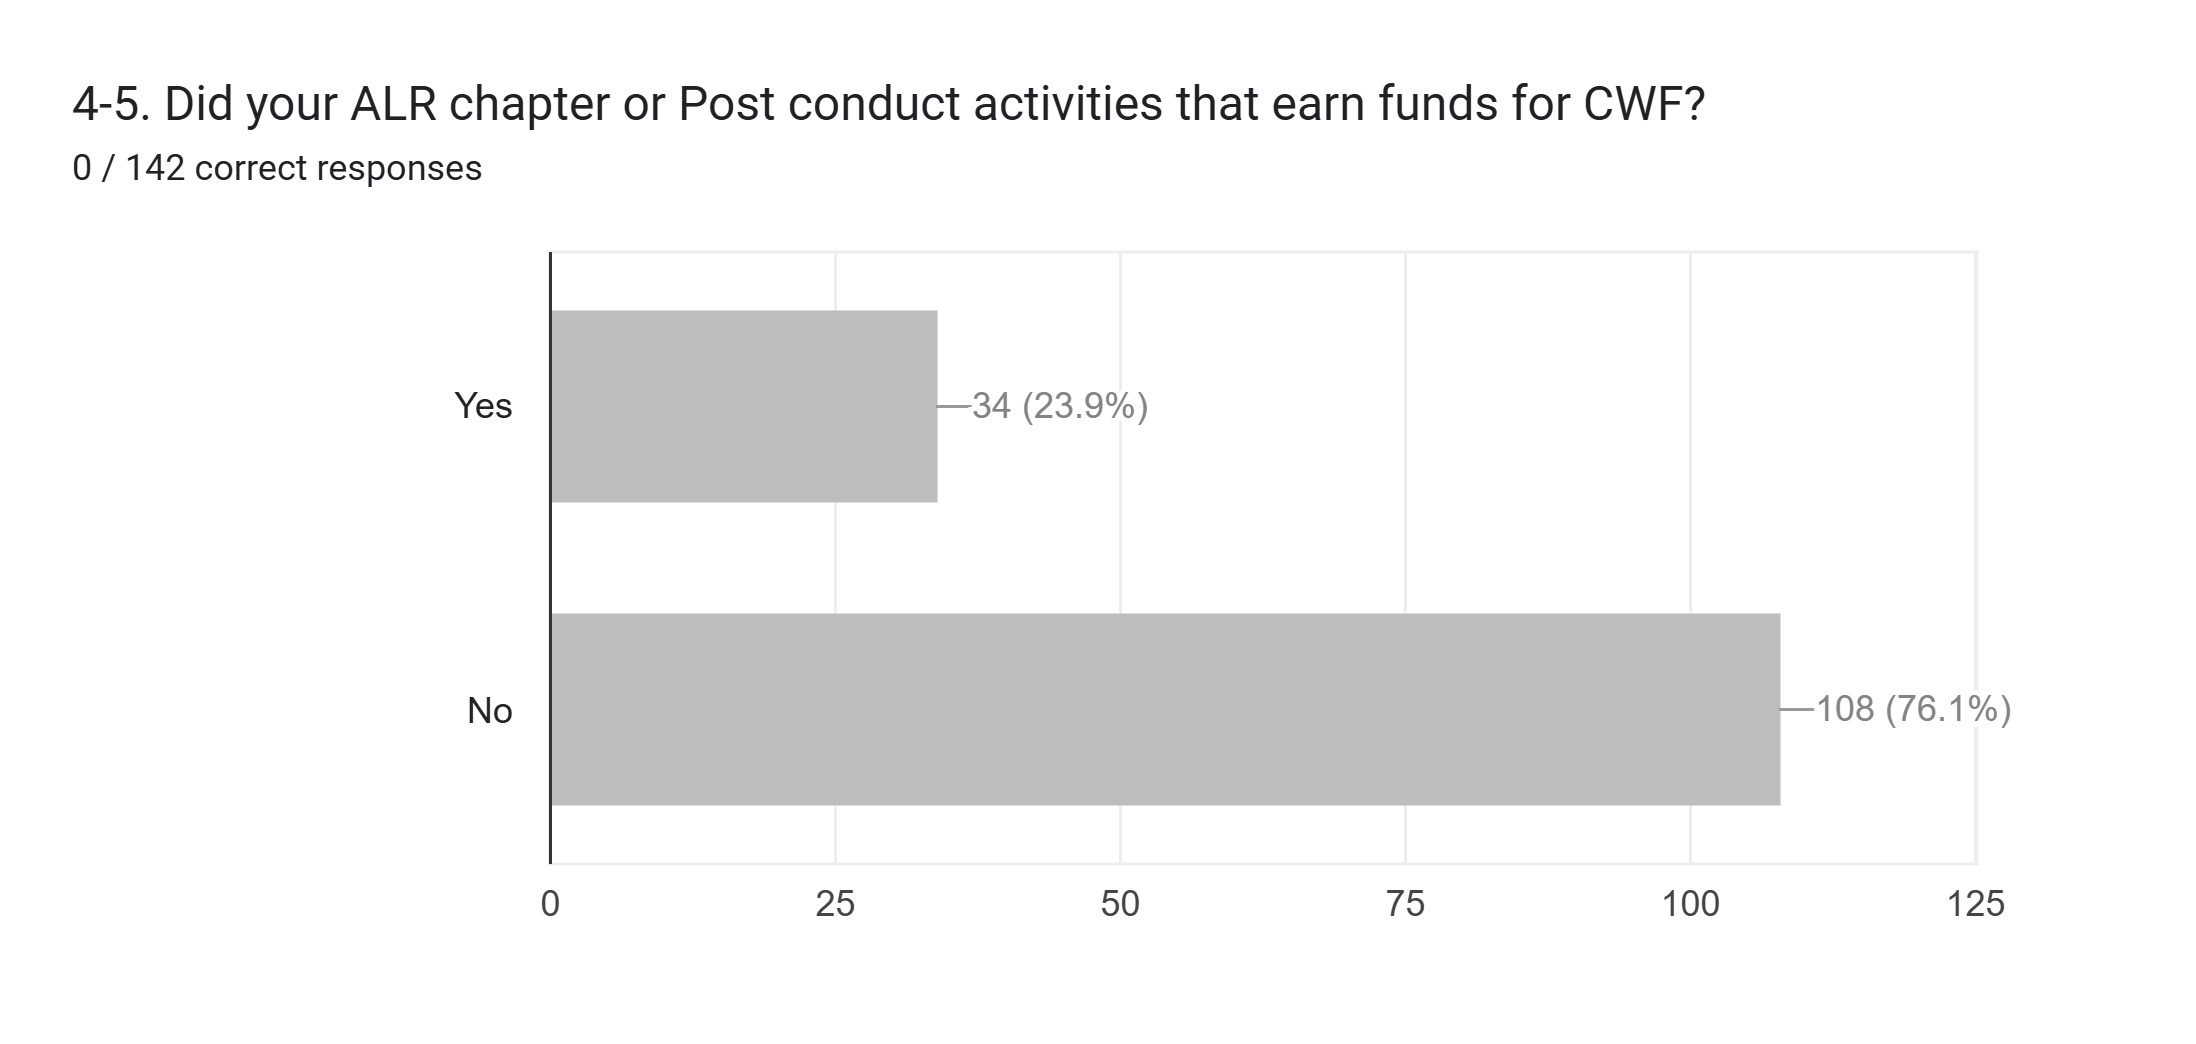 4-5. Did your ALR chapter or Post conduct activities that earn funds for CWF?
0 / 142 correct responses
Yes
34 (23.9%)
No
108 (76.1%)
0 25 50 75 100 125